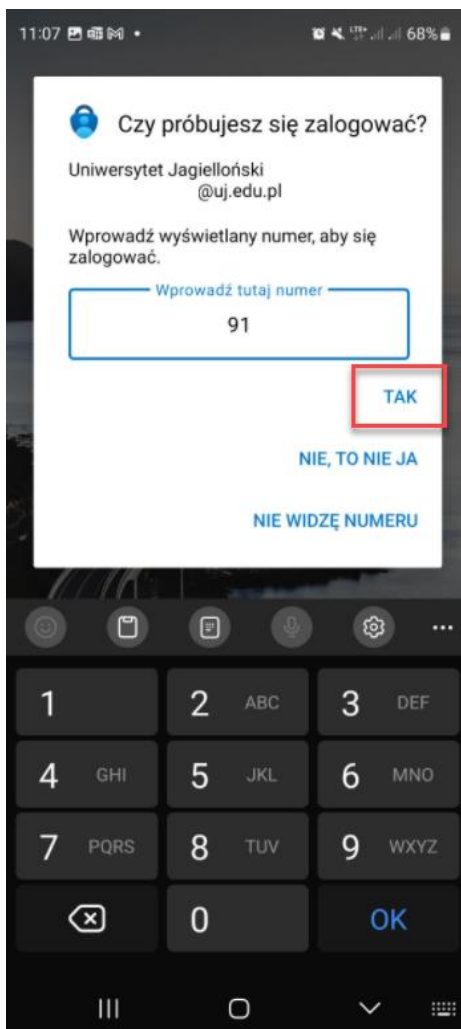 11:07 LTE+ 68%
Czy próbujesz się zalogować?
Uniwersytet Jagielloński
@uj.edu.pl
Wprowadź wyświetlany numer, aby się
zalogować.
Wprowadź tutaj numer
91
TAK
NIE, TO NIE JA
NIE WIDZĘ NUMERU
1 2 ABC 3 DEF
4 GHI 5 JKL 6 MNO
7 PQRS 8 TUV 9 WXYZ
0 OK